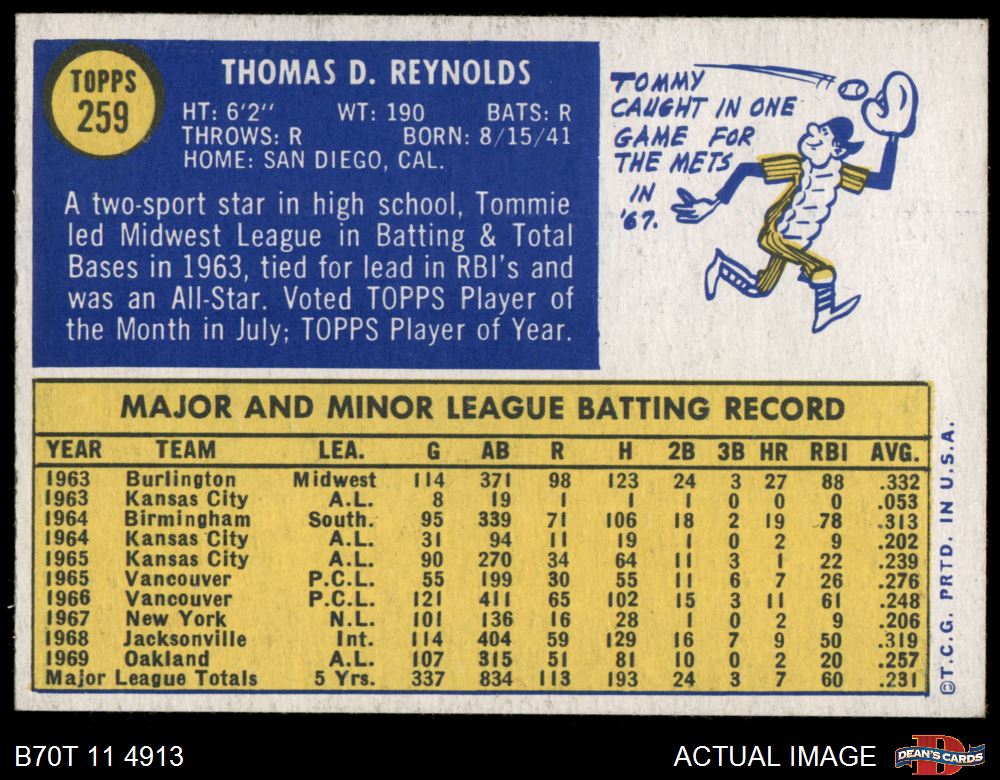 TOPPS
259
THOMAS D. REYNOLDS
HT: 6'2" WT: 190 BATS: R
THROWS: R BORN: 8/15/41
HOME: SAN DIEGO, CAL.
A two-sport star in high school, Tommie
led Midwest League in Batting & Total
Bases in 1963, tied for lead in RBI's and
was an All-Star. Voted TOPPS Player of
the Month in July; TOPPS Player of Year.
TOMMY
CAUGHT IN ONE
GAME FOR
THE METS
IN
'67.
MAJOR AND MINOR LEAGUE BATTING RECORD
YEAR TEAM LEA. G AB R H 2B 3B HR RBI AVG.
1963 Burlington Midwest 114 371 98 123 24 3 27 88 .332
1963 Kansas City A.L. 8 19 1 1 1 0 0 0 .053
1964 Birmingham South. 95 339 71 106 18 2 19 78 .313
1964 Kansas City A.L. 31 94 11 19 1 0 2 9 .202
1965 Kansas City A.L. 90 270 34 64 11 3 1 22 .239
1965 Vancouver P.C.L. 55 199 30 55 11 6 7 26 .276
1966 Vancouver P.C.L. 121 411 65 102 15 3 11 61 .248
1967 New York N.L. 101 136 16 28 1 0 2 9 .206
1968 Jacksonville Int. 114 404 59 129 16 7 9 50 .319
1969 Oakland A.L. 107 315 51 81 10 0 2 20 .257
Major League Totals 5 Yrs. 337 834 113 193 24 3 7 60 .231
©T.C.G. PRTD. IN U.S.A.
B70T 11 4913
ACTUAL IMAGE
DEAN'S CARDS